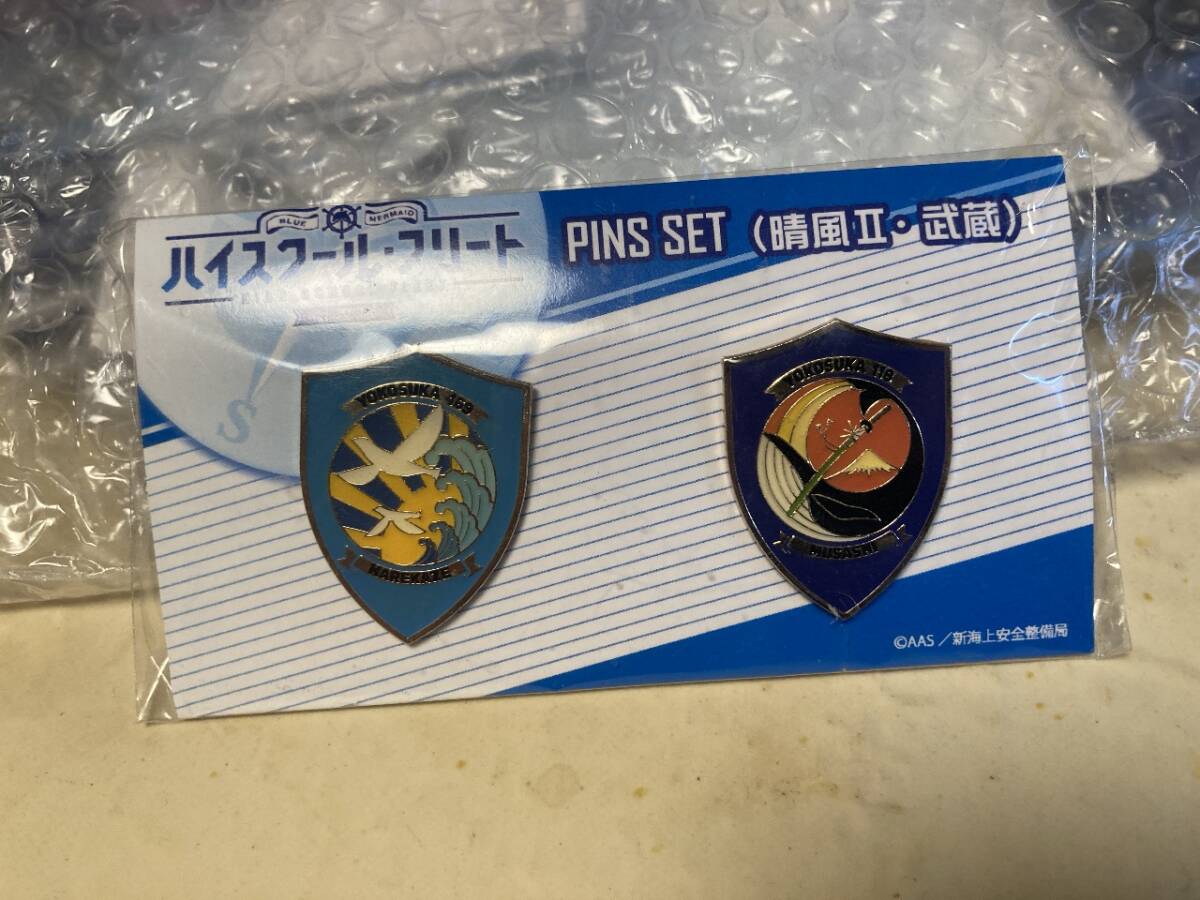 BLUE MERMAID
ハイスクール・フリート
PINS SET (晴風Ⅱ・武蔵)
S
YOKOSUKA 369
HAREKAZE
YOKOSUKA 118
MUSASHI
©AAS／新海上安全整備局